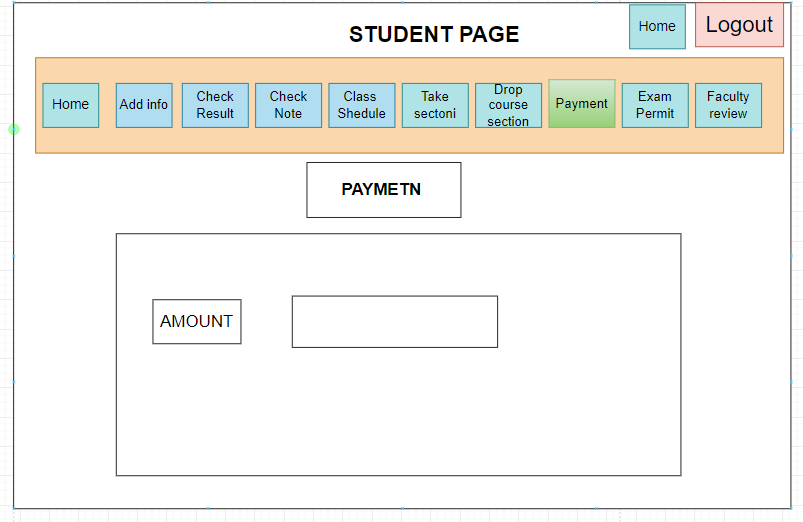 STUDENT PAGE
Home
Logout
Home
Add info
Check
Result
Check
Note
Class
Shedule
Take
sectoni
Drop
course
section
Payment
Exam
Permit
Faculty
review
PAYMETN
AMOUNT